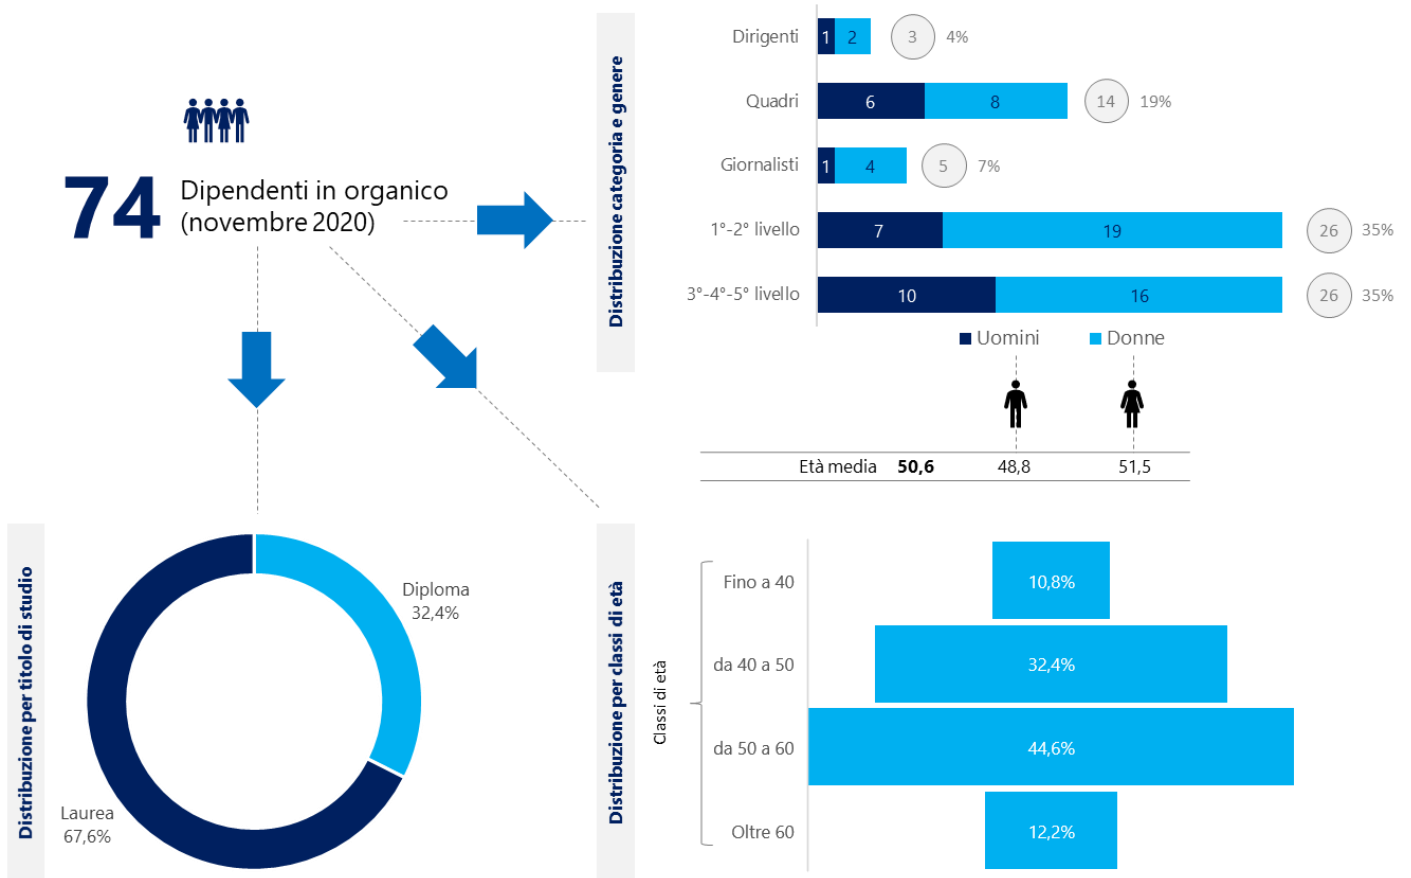 74
Dipendenti in organico
(novembre 2020)
Distribuzione categoria e genere
Dirigenti 1 2 3 4%
Quadri 6 8 14 19%
Giornalisti 1 4 5 7%
1°-2° livello 7 19 26 35%
3°-4°-5° livello 10 16 26 35%
Uomini Donne
Età media 50,6 48,8 51,5
Distribuzione per titolo di studio
Diploma
32,4%
Laurea
67,6%
Distribuzione per classi di età
Classi di età
Fino a 40 10,8%
da 40 a 50 32,4%
da 50 a 60 44,6%
Oltre 60 12,2%